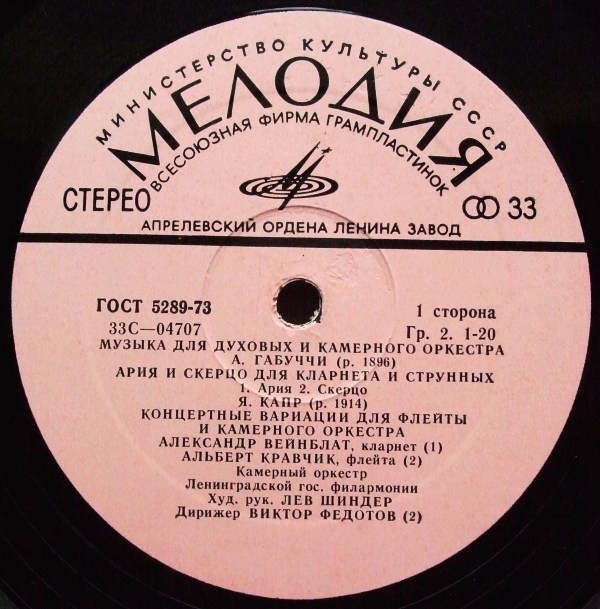 МИНИСТЕРСТВО КУЛЬТУРЫ СССР
МЕЛОДИЯ
ВСЕСОЮЗНАЯ ФИРМА ГРАМПЛАСТИНОК
СТЕРЕО
33
АПРЕЛЕВСКИЙ ОРДЕНА ЛЕНИНА ЗАВОД
ГОСТ 5289-73
1 сторона
33С—04707
Гр. 2. 1-20
МУЗЫКА ДЛЯ ДУХОВЫХ И КАМЕРНОГО ОРКЕСТРА
А. ГАБУЧЧИ (р. 1896)
АРИЯ И СКЕРЦО ДЛЯ КЛАРНЕТА И СТРУННЫХ
1. Ария 2. Скерцо
Я. КАПР (р. 1914)
КОНЦЕРТНЫЕ ВАРИАЦИИ ДЛЯ ФЛЕЙТЫ
И КАМЕРНОГО ОРКЕСТРА
АЛЕКСАНДР ВЕЙНБЛАТ, кларнет (1)
АЛЬБЕРТ КРАВЧИК, флейта (2)
Камерный оркестр
Ленинградской гос. филармонии
Худ. рук. ЛЕВ ШИНДЕР
Дирижер ВИКТОР ФЕДОТОВ (2)